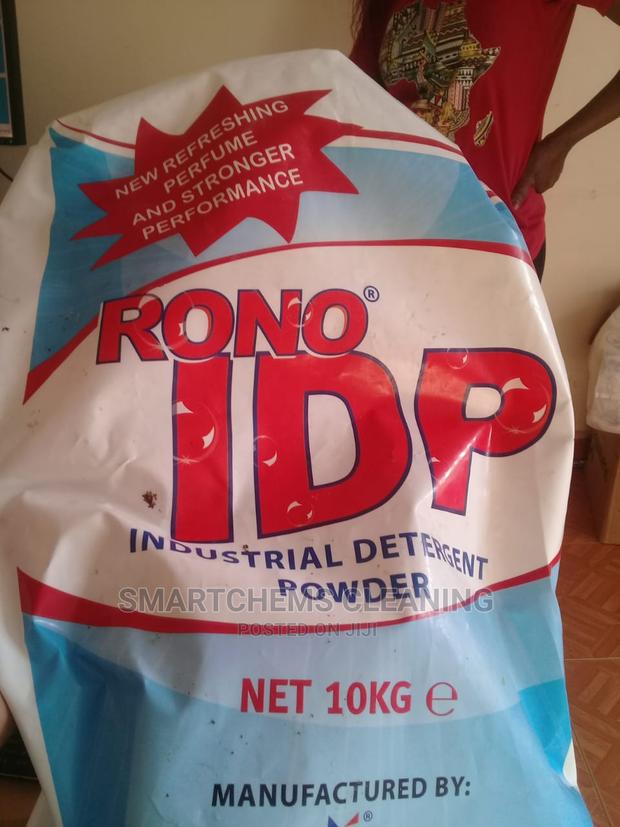 NEW REFRESHING
PERFUME
AND STRONGER
PERFORMANCE
RONO®
IDP
INDUSTRIAL DETERGENT
POWDER
SMARTCHEMS CLEANING
POSTED ON JIJI
NET 10KG ℮
MANUFACTURED BY:
®